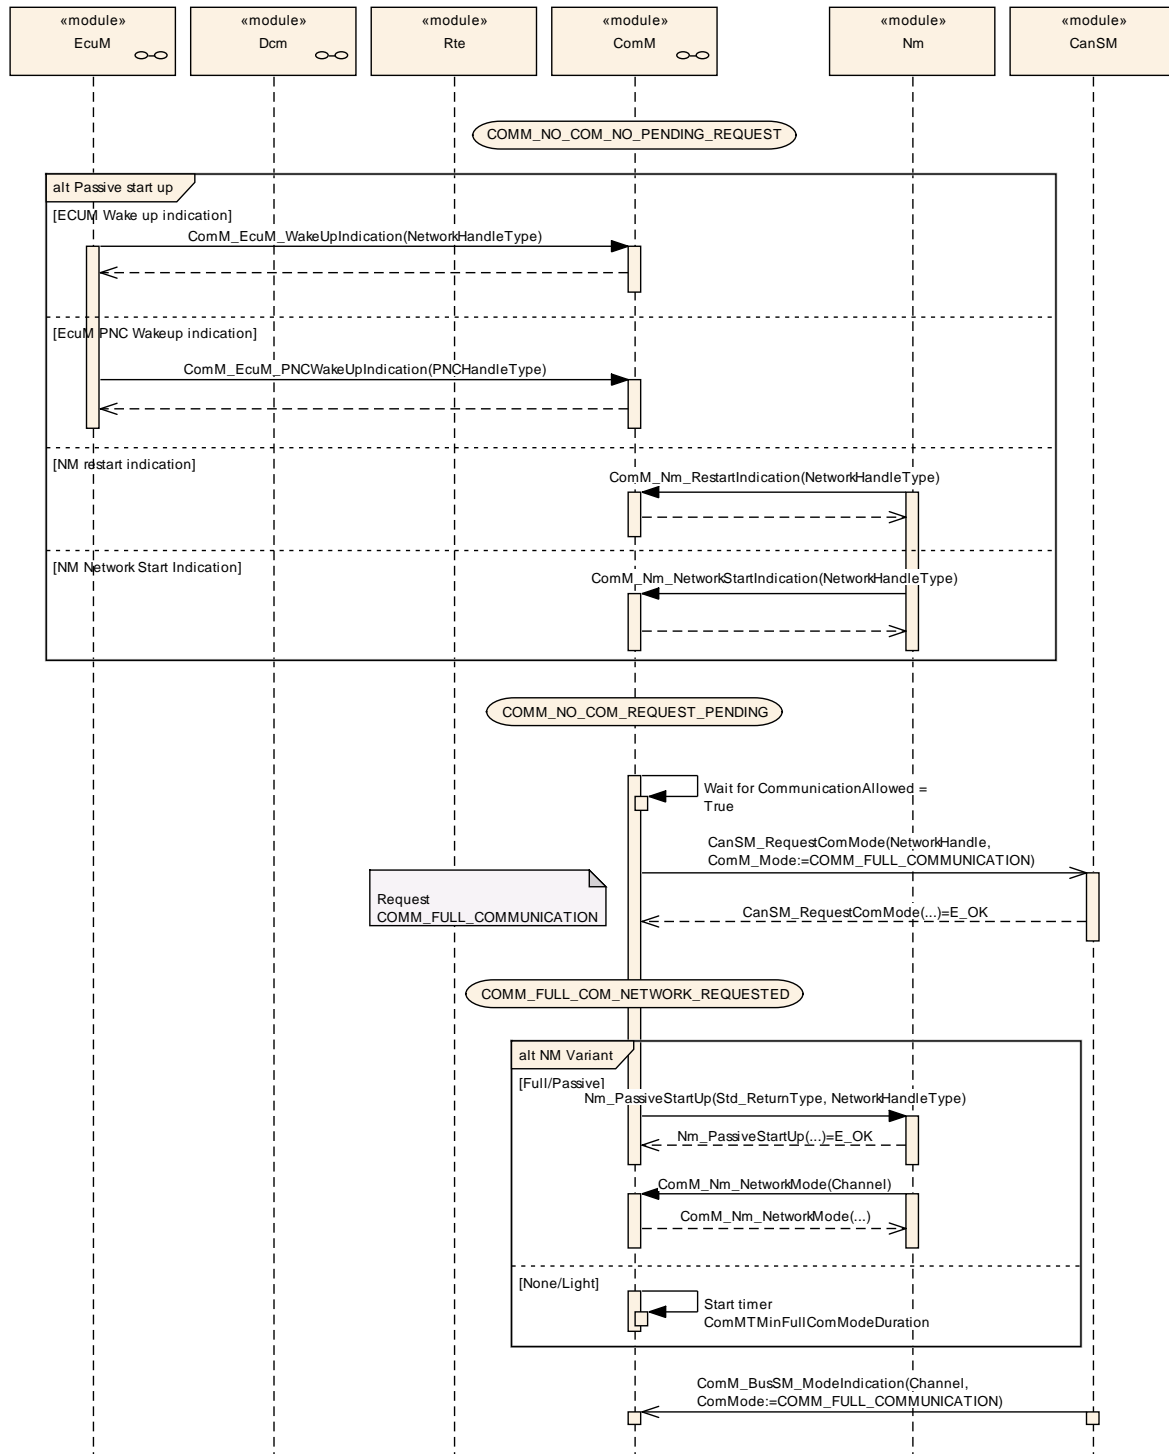 «module»
EcuM
«module»
Dcm
«module»
Rte
«module»
ComM
«module»
Nm
«module»
CanSM
COMM_NO_COM_NO_PENDING_REQUEST
alt Passive start up
[ECUM Wake up indication]
ComM_EcuM_WakeUpIndication(NetworkHandleType)
[EcuM PNC Wakeup indication]
ComM_EcuM_PNCWakeUpIndication(PNCHandleType)
[NM restart indication]
ComM_Nm_RestartIndication(NetworkHandleType)
[NM Network Start Indication]
ComM_Nm_NetworkStartIndication(NetworkHandleType)
COMM_NO_COM_REQUEST_PENDING
Wait for CommunicationAllowed =
True
CanSM_RequestComMode(NetworkHandle,
ComM_Mode:=COMM_FULL_COMMUNICATION)
Request
COMM_FULL_COMMUNICATION
CanSM_RequestComMode(...)=E_OK
COMM_FULL_COM_NETWORK_REQUESTED
alt NM Variant
[Full/Passive]
Nm_PassiveStartUp(Std_ReturnType, NetworkHandleType)
Nm_PassiveStartUp(...)=E_OK
ComM_Nm_NetworkMode(Channel)
ComM_Nm_NetworkMode(...)
[None/Light]
Start timer
ComMTMinFullComModeDuration
ComM_BusSM_ModeIndication(Channel,
ComMode:=COMM_FULL_COMMUNICATION)